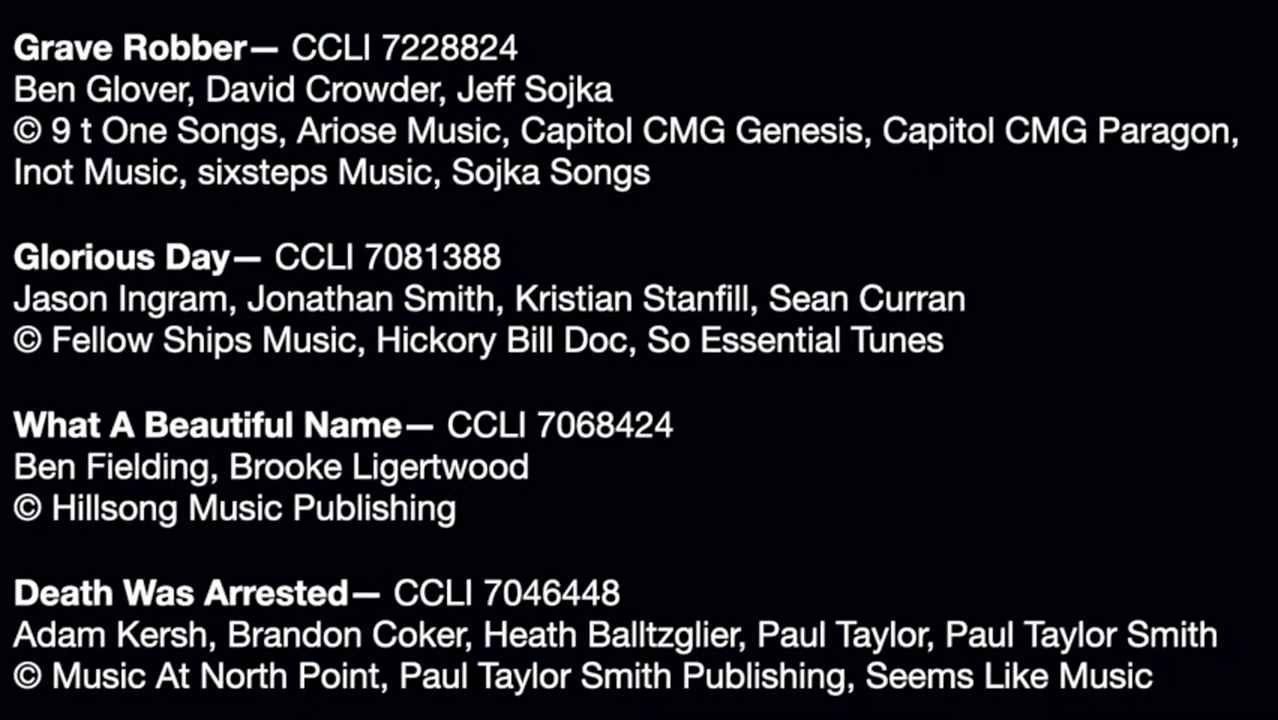 Grave Robber— CCLI 7228824
Ben Glover, David Crowder, Jeff Sojka
© 9 t One Songs, Ariose Music, Capitol CMG Genesis, Capitol CMG Paragon,
Inot Music, sixsteps Music, Sojka Songs
Glorious Day— CCLI 7081388
Jason Ingram, Jonathan Smith, Kristian Stanfill, Sean Curran
© Fellow Ships Music, Hickory Bill Doc, So Essential Tunes
What A Beautiful Name— CCLI 7068424
Ben Fielding, Brooke Ligertwood
© Hillsong Music Publishing
Death Was Arrested— CCLI 7046448
Adam Kersh, Brandon Coker, Heath Balltzglier, Paul Taylor, Paul Taylor Smith
© Music At North Point, Paul Taylor Smith Publishing, Seems Like Music